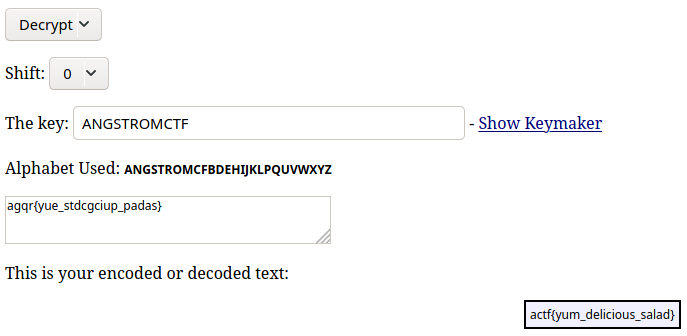 Decrypt
Shift: 0
The key: ANGSTROMCTF - Show Keymaker
Alphabet Used: ANGSTROMCFBDEHIJKLPQUVWXYZ
agqr{yue_stdcgciup_padas}
This is your encoded or decoded text:
actf{yum_delicious_salad}